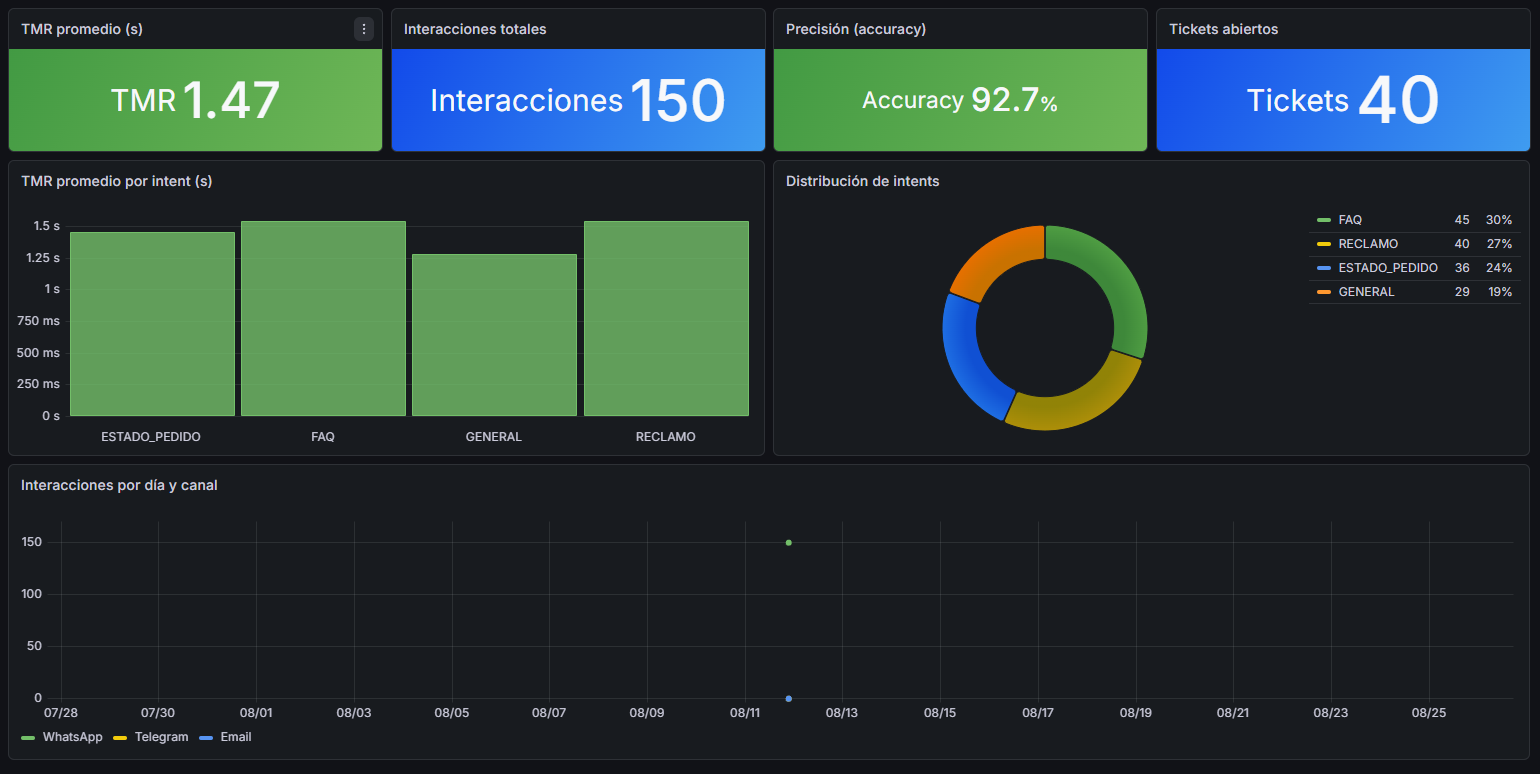 TMR promedio (s)
TMR 1.47
Interacciones totales
Interacciones 150
Precisión (accuracy)
Accuracy 92.7%
Tickets abiertos
Tickets 40
TMR promedio por intent (s)
1.5 s
1.25 s
1 s
750 ms
500 ms
250 ms
0 s
ESTADO_PEDIDO FAQ GENERAL RECLAMO
Distribución de intents
FAQ 45 30%
RECLAMO 40 27%
ESTADO_PEDIDO 36 24%
GENERAL 29 19%
Interacciones por día y canal
150
100
50
0
07/28 07/30 08/01 08/03 08/05 08/07 08/09 08/11 08/13 08/15 08/17 08/19 08/21 08/23 08/25
WhatsApp Telegram Email